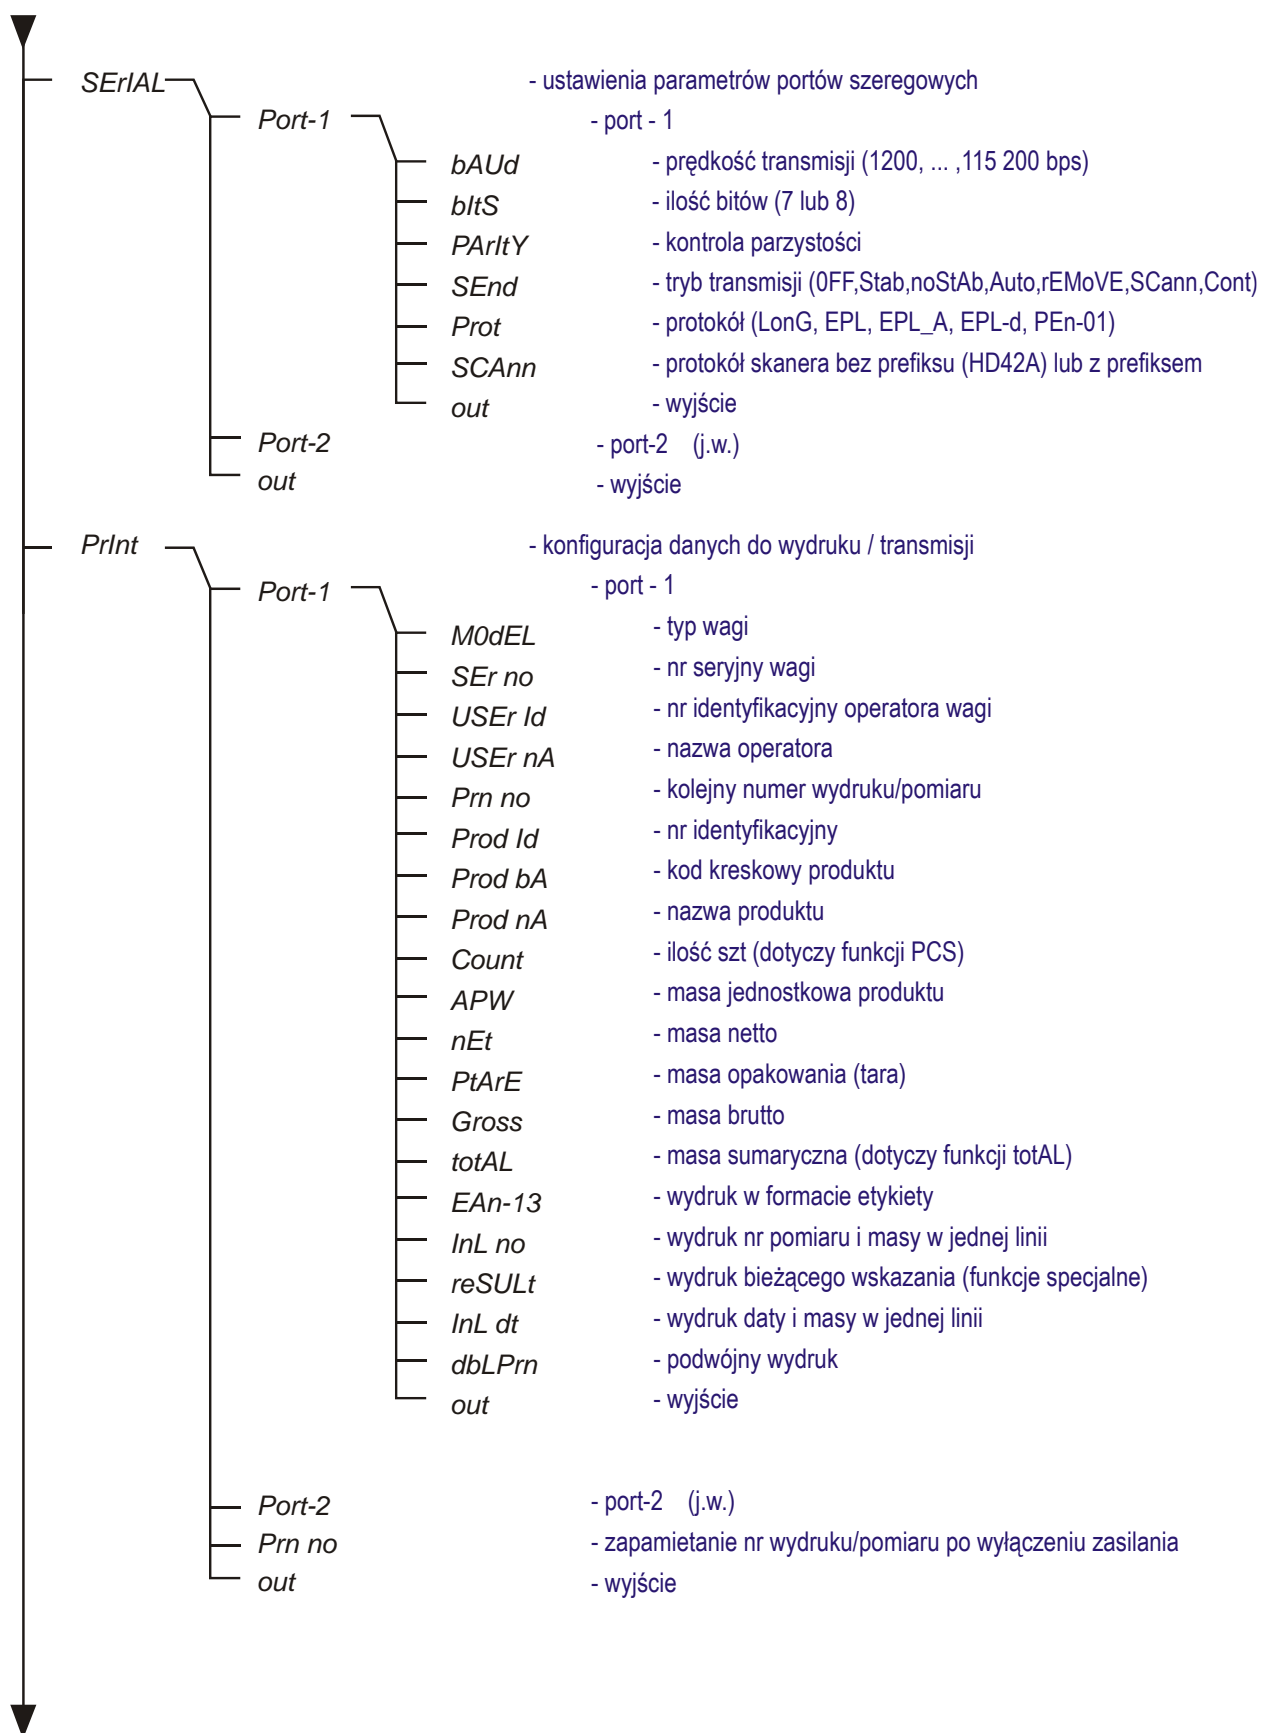 SErIAL - ustawienia parametrów portów szeregowych
Port-1 - port - 1
bAUd - prędkość transmisji (1200, ... ,115 200 bps)
bItS - ilość bitów (7 lub 8)
PArItY - kontrola parzystości
SEnd - tryb transmisji (0FF,Stab,noStAb,Auto,rEMoVE,SCann,Cont)
Prot - protokół (LonG, EPL, EPL_A, EPL-d, PEn-01)
SCAnn - protokół skanera bez prefiksu (HD42A) lub z prefiksem
out - wyjście
Port-2 - port-2 (j.w.)
out - wyjście
PrInt - konfiguracja danych do wydruku / transmisji
Port-1 - port - 1
M0dEL - typ wagi
SEr no - nr seryjny wagi
USEr Id - nr identyfikacyjny operatora wagi
USEr nA - nazwa operatora
Prn no - kolejny numer wydruku/pomiaru
Prod Id - nr identyfikacyjny
Prod bA - kod kreskowy produktu
Prod nA - nazwa produktu
Count - ilość szt (dotyczy funkcji PCS)
APW - masa jednostkowa produktu
nEt - masa netto
PtArE - masa opakowania (tara)
Gross - masa brutto
totAL - masa sumaryczna (dotyczy funkcji totAL)
EAn-13 - wydruk w formacie etykiety
InL no - wydruk nr pomiaru i masy w jednej linii
reSULt - wydruk bieżącego wskazania (funkcje specjalne)
InL dt - wydruk daty i masy w jednej linii
dbLPrn - podwójny wydruk
out - wyjście
Port-2 - port-2 (j.w.)
Prn no - zapamietanie nr wydruku/pomiaru po wyłączeniu zasilania
out - wyjście